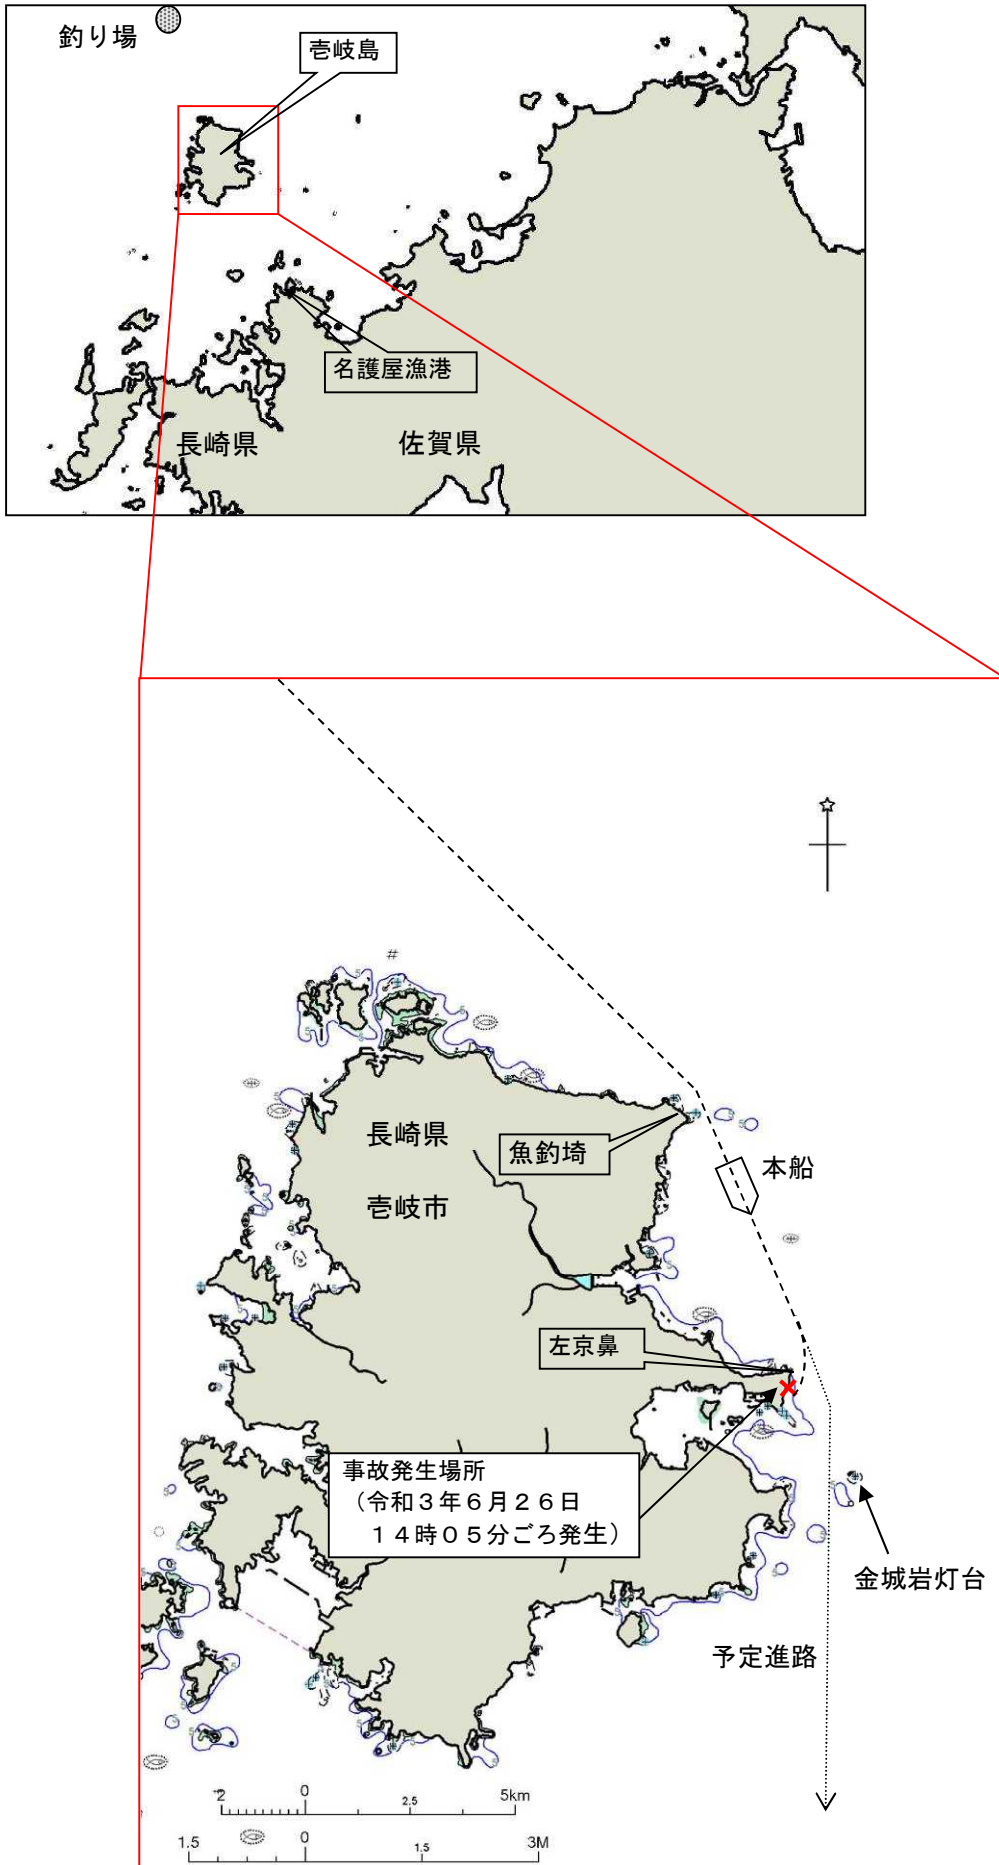 釣り場
壱岐島
名護屋漁港
長崎県
佐賀県
長崎県
壱岐市
魚釣埼
本船
左京鼻
事故発生場所
（令和３年６月２６日
１４時０５分ごろ発生）
金城岩灯台
予定進路
2 0 2.5 5km
1.5 0 1.5 3M